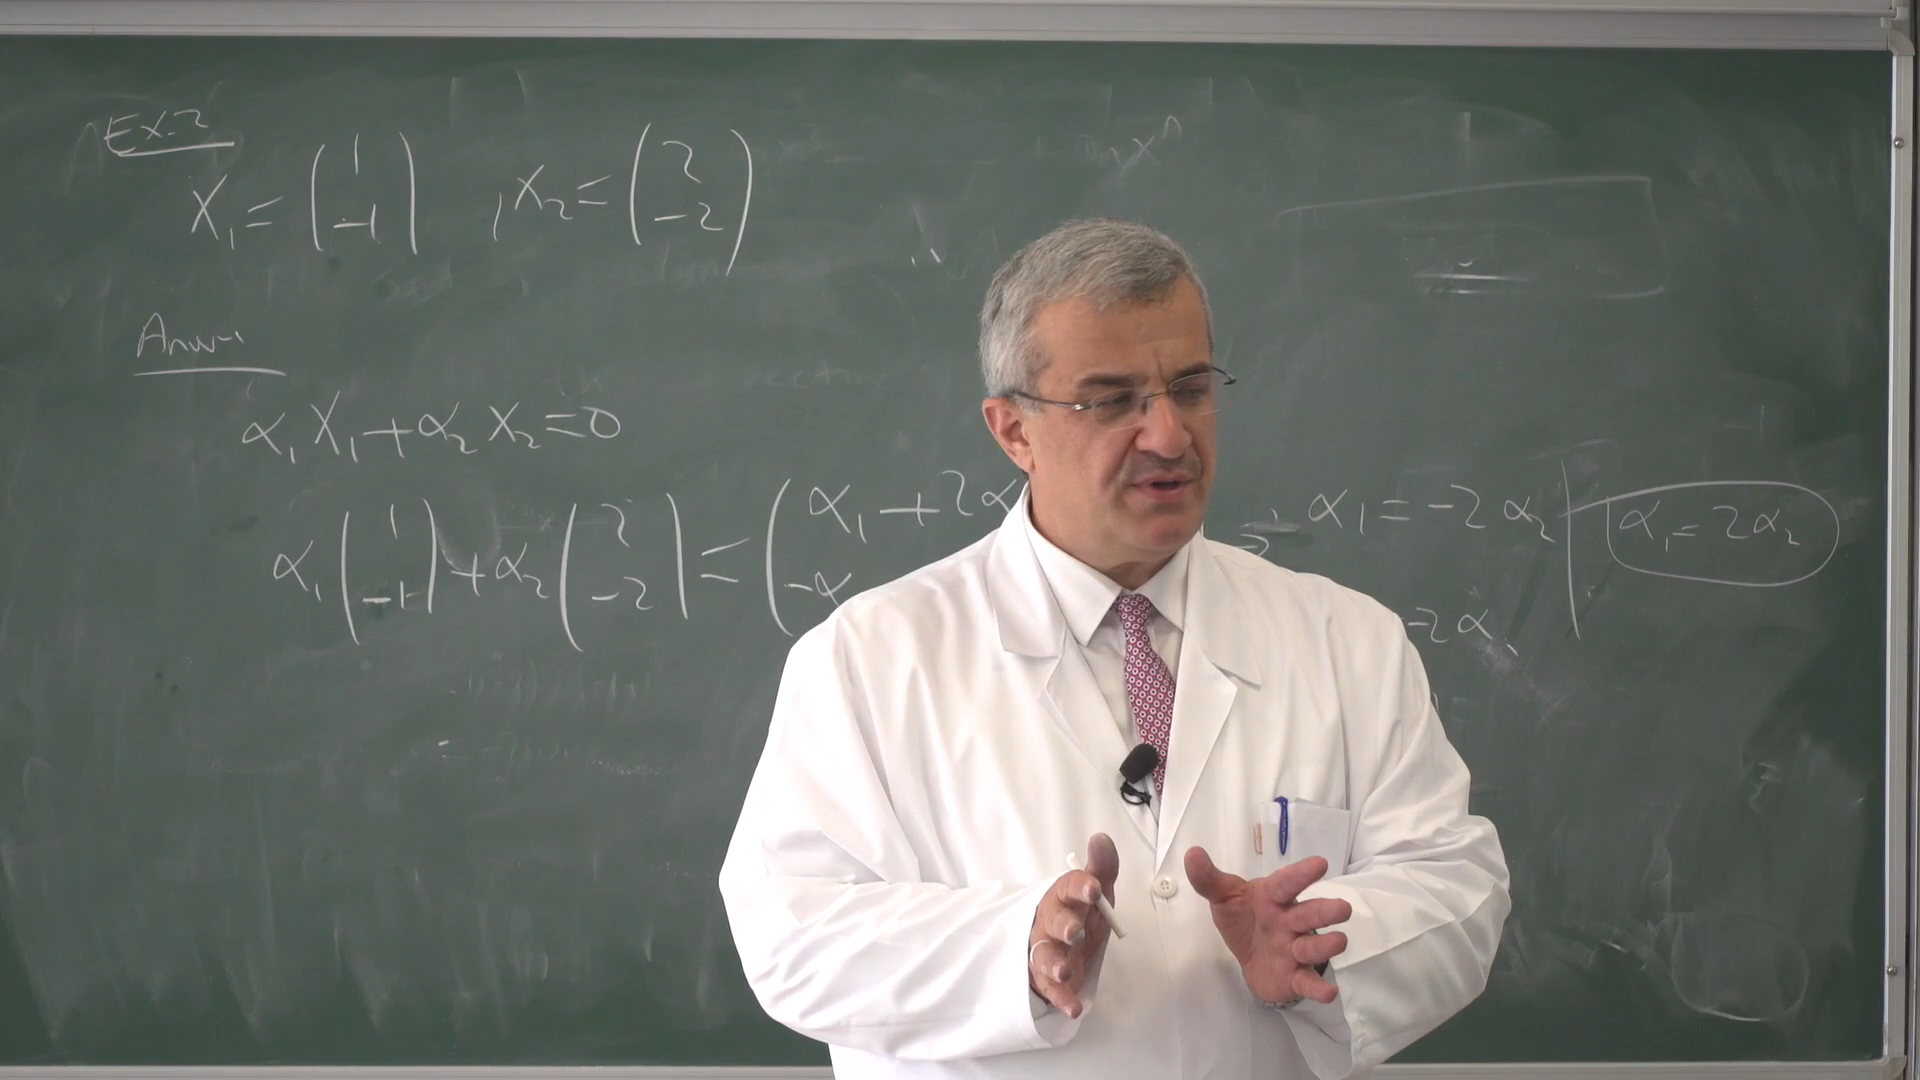 Ex.2
X₁ = (1 -1) , X₂ = (2 -2)
α₁X₁ + α₂X₂ = 0
α₁(1 -1) + α₂(2 -2) = (α₁ + 2α -α ⇒ α₁ = -2α₂ | α₁ = 2α₂
-2α